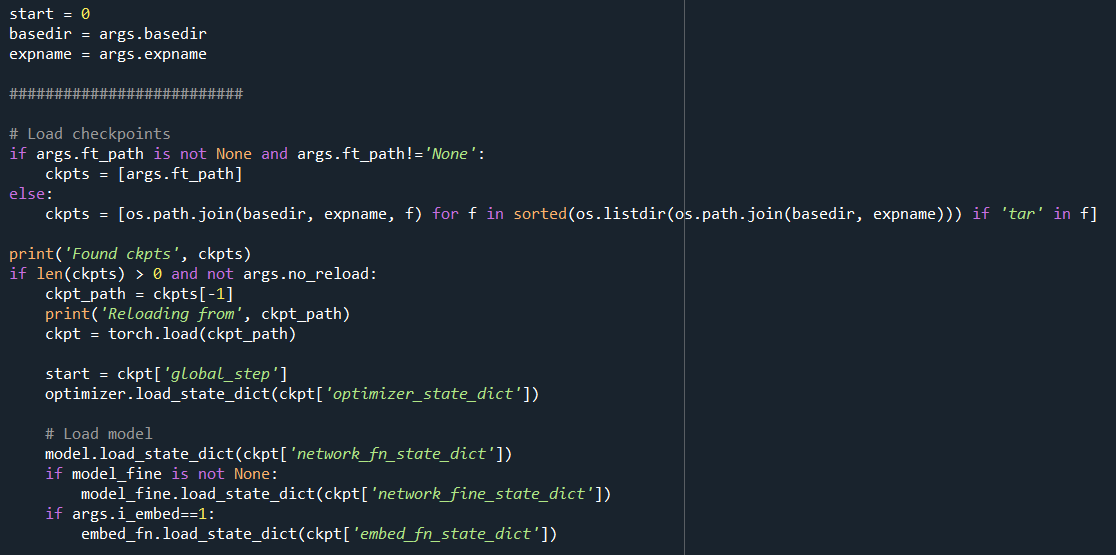 start = 0
basedir = args.basedir
expname = args.expname
##########################
# Load checkpoints
if args.ft_path is not None and args.ft_path!='None':
    ckpts = [args.ft_path]
else:
    ckpts = [os.path.join(basedir, expname, f) for f in sorted(os.listdir(os.path.join(basedir, expname))) if 'tar' in f]
print('Found ckpts', ckpts)
if len(ckpts) > 0 and not args.no_reload:
    ckpt_path = ckpts[-1]
    print('Reloading from', ckpt_path)
    ckpt = torch.load(ckpt_path)
    start = ckpt['global_step']
    optimizer.load_state_dict(ckpt['optimizer_state_dict'])
    # Load model
    model.load_state_dict(ckpt['network_fn_state_dict'])
    if model_fine is not None:
        model_fine.load_state_dict(ckpt['network_fine_state_dict'])
    if args.i_embed==1:
        embed_fn.load_state_dict(ckpt['embed_fn_state_dict'])